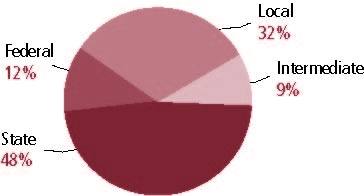 Local
32%
Federal
12%
Intermediate
9%
State
48%